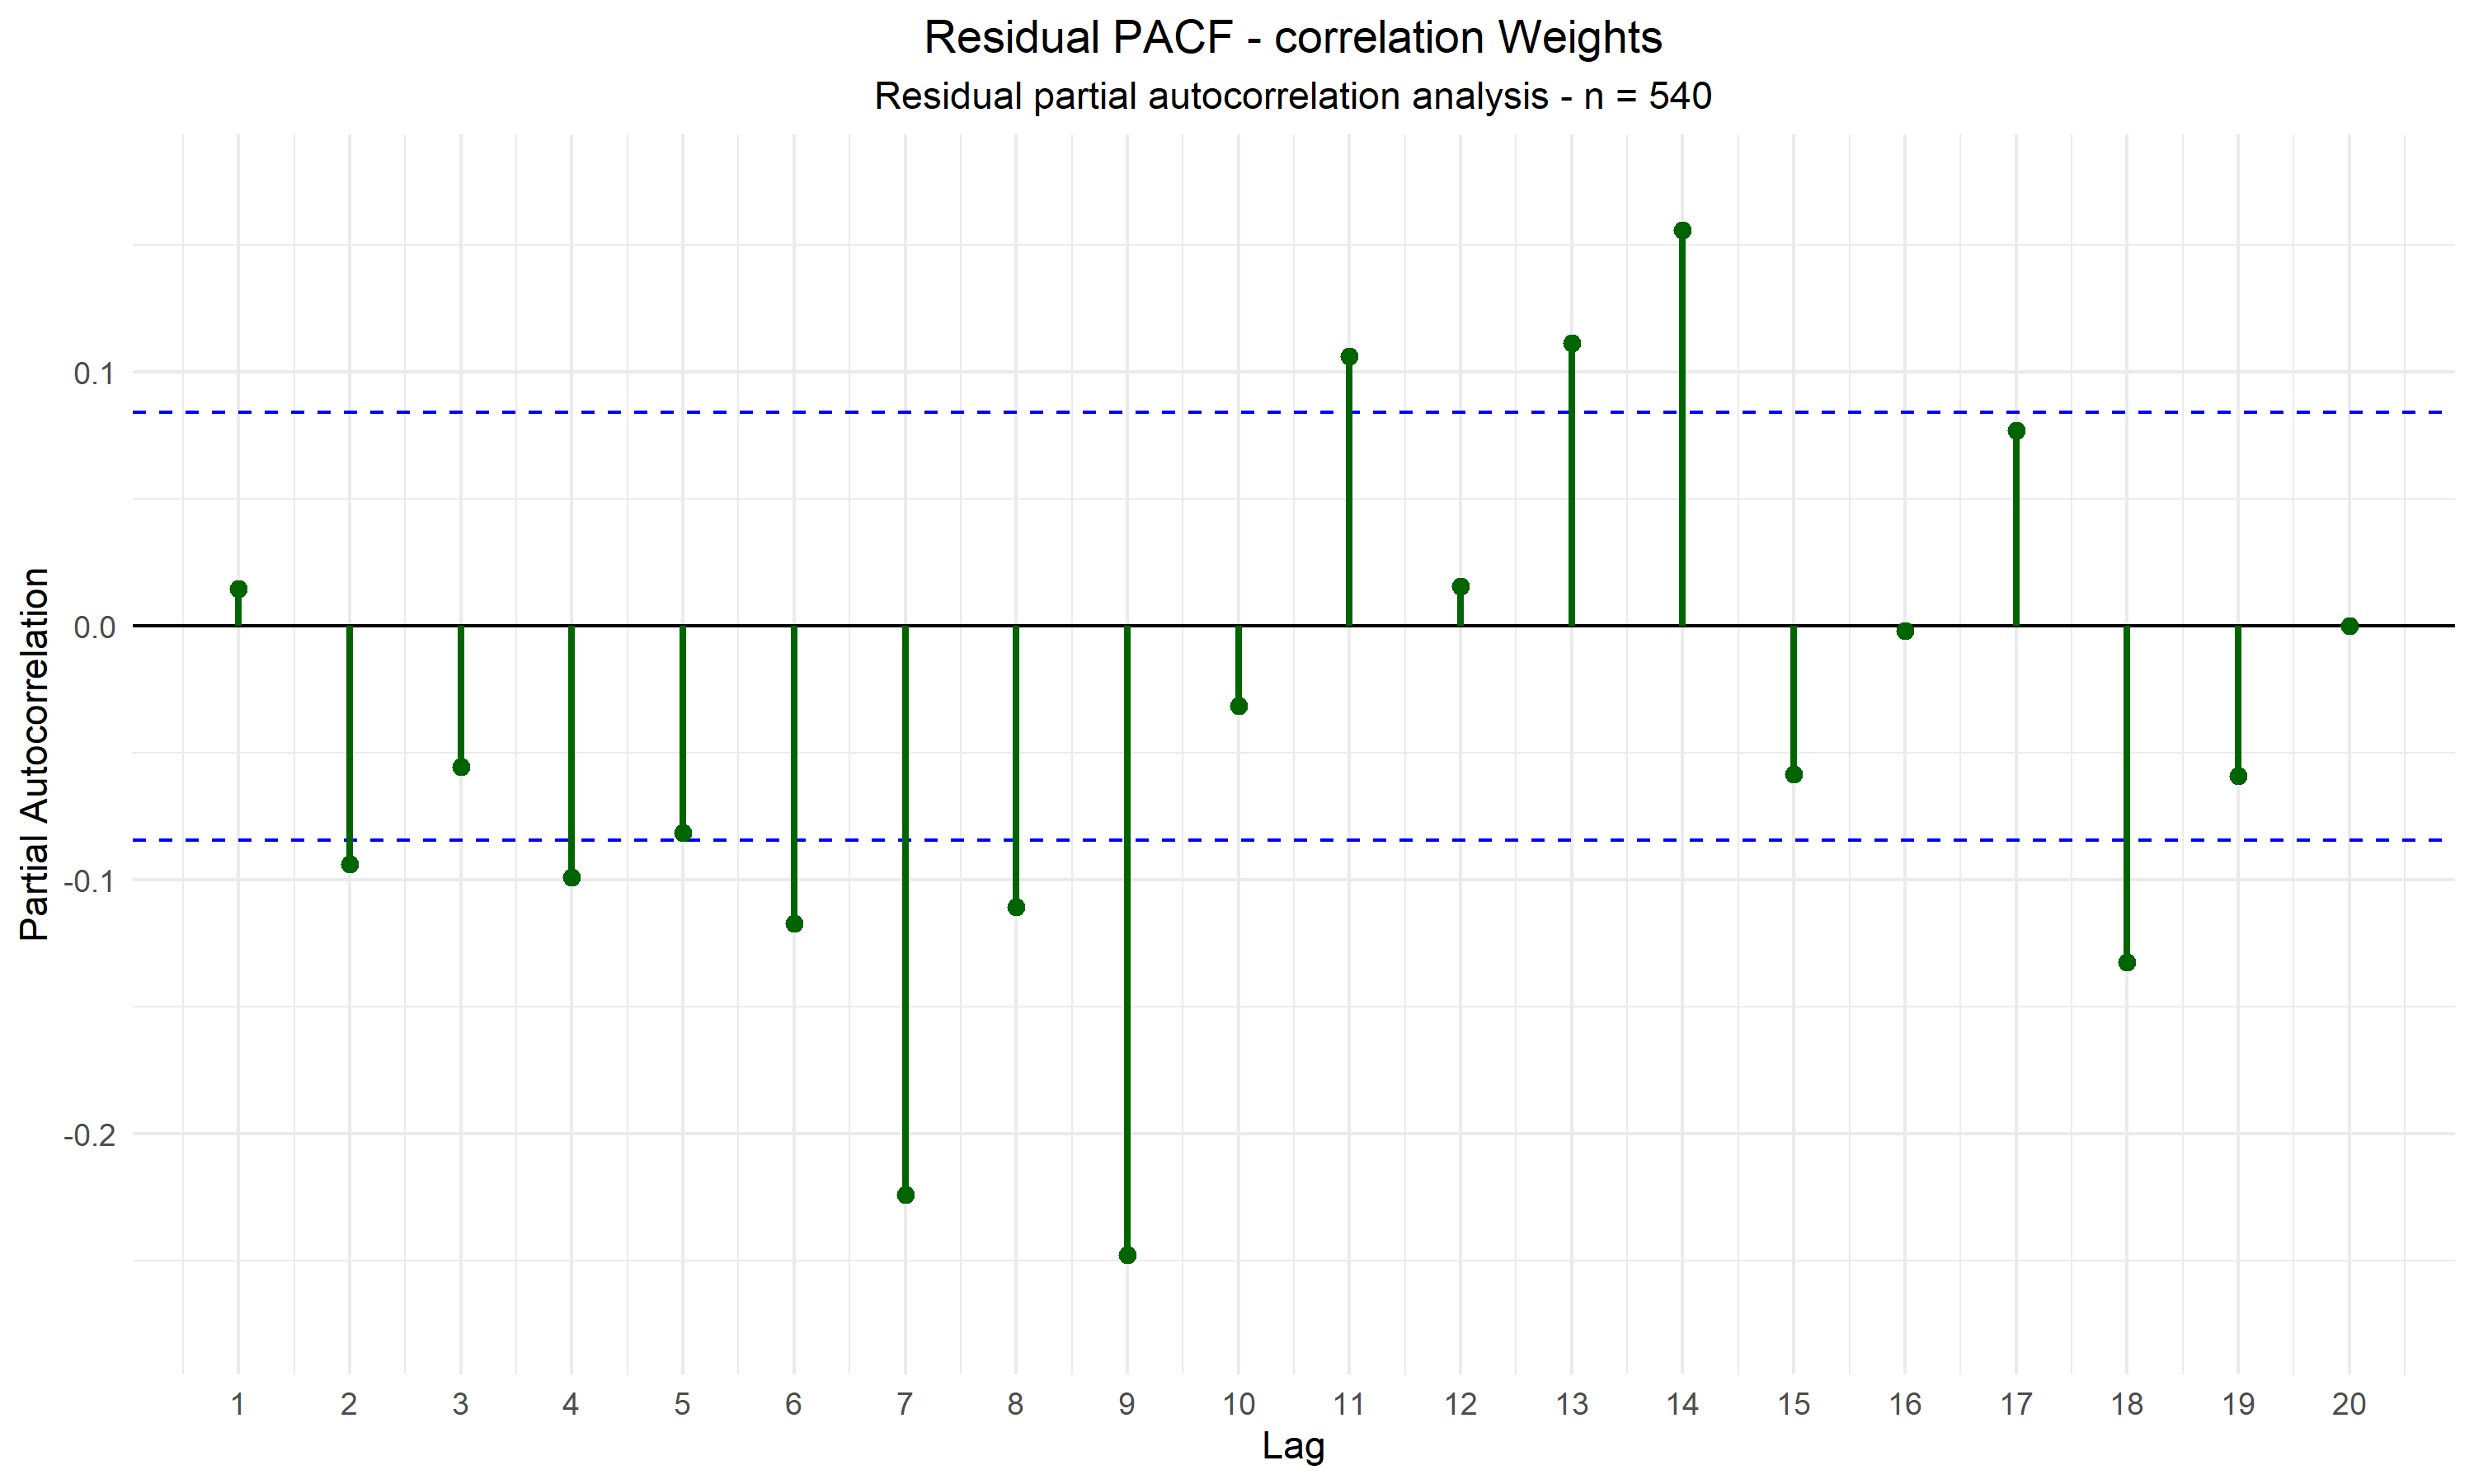 Residual PACF - correlation Weights
Residual partial autocorrelation analysis - n = 540
Partial Autocorrelation
0.1
0.0
-0.1
-0.2
1 2 3 4 5 6 7 8 9 10 11 12 13 14 15 16 17 18 19 20
Lag